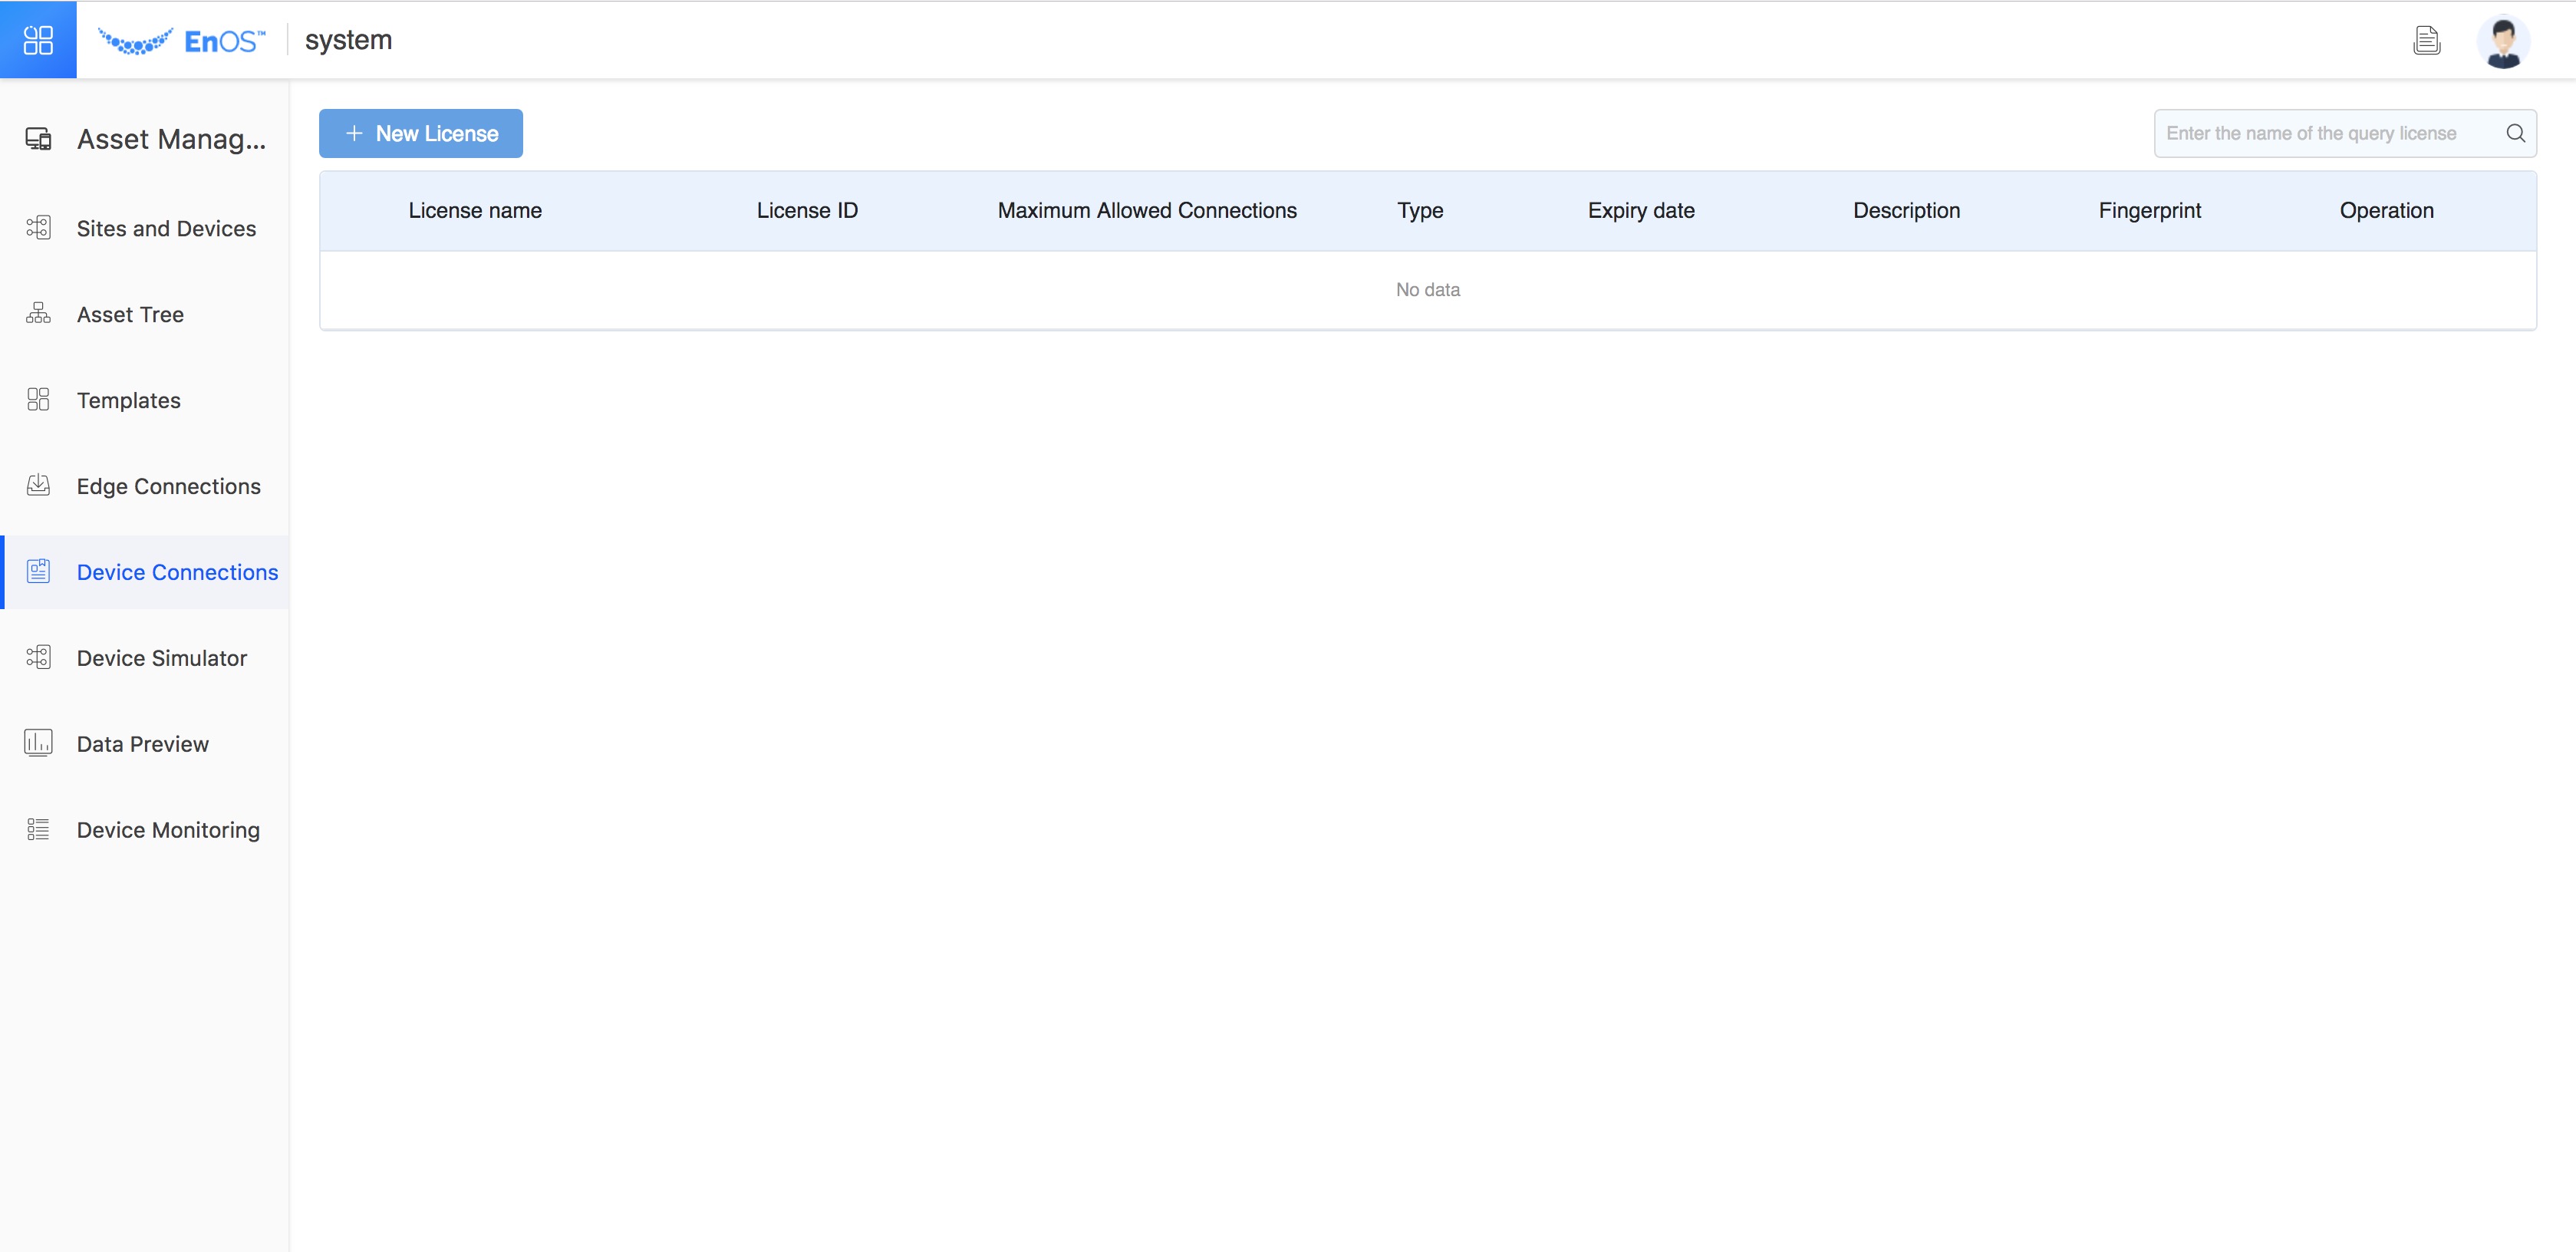 EnOS™ system
Asset Manag...
Sites and Devices
Asset Tree
Templates
Edge Connections
Device Connections
Device Simulator
Data Preview
Device Monitoring
+ New License
Enter the name of the query license
License name License ID Maximum Allowed Connections Type Expiry date Description Fingerprint Operation
No data